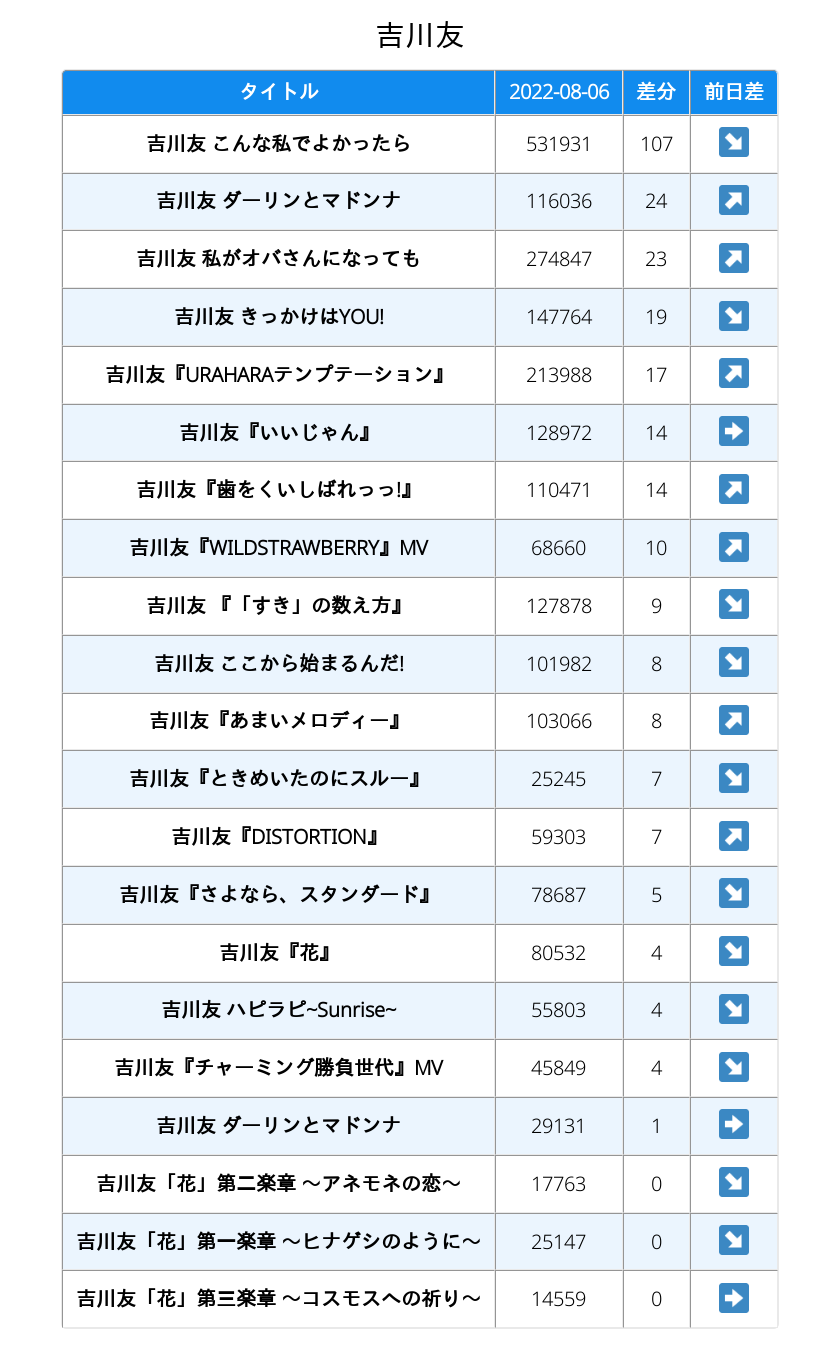 吉川友
タイトル 2022-08-06 差分 前日差
吉川友 こんな私でよかったら 531931 107
吉川友 ダーリンとマドンナ 116036 24
吉川友 私がオバさんになっても 274847 23
吉川友 きっかけはYOU! 147764 19
吉川友『URAHARAテンプテーション』 213988 17
吉川友『いいじゃん』 128972 14
吉川友『歯をくいしばれっっ!』 110471 14
吉川友『WILDSTRAWBERRY』MV 68660 10
吉川友 『「すき」の数え方』 127878 9
吉川友 ここから始まるんだ! 101982 8
吉川友『あまいメロディー』 103066 8
吉川友『ときめいたのにスルー』 25245 7
吉川友『DISTORTION』 59303 7
吉川友『さよなら、スタンダード』 78687 5
吉川友『花』 80532 4
吉川友 ハピラピ~Sunrise~ 55803 4
吉川友『チャーミング勝負世代』MV 45849 4
吉川友 ダーリンとマドンナ 29131 1
吉川友「花」第二楽章 〜アネモネの恋〜 17763 0
吉川友「花」第一楽章 〜ヒナゲシのように〜 25147 0
吉川友「花」第三楽章 〜コスモスへの祈り〜 14559 0